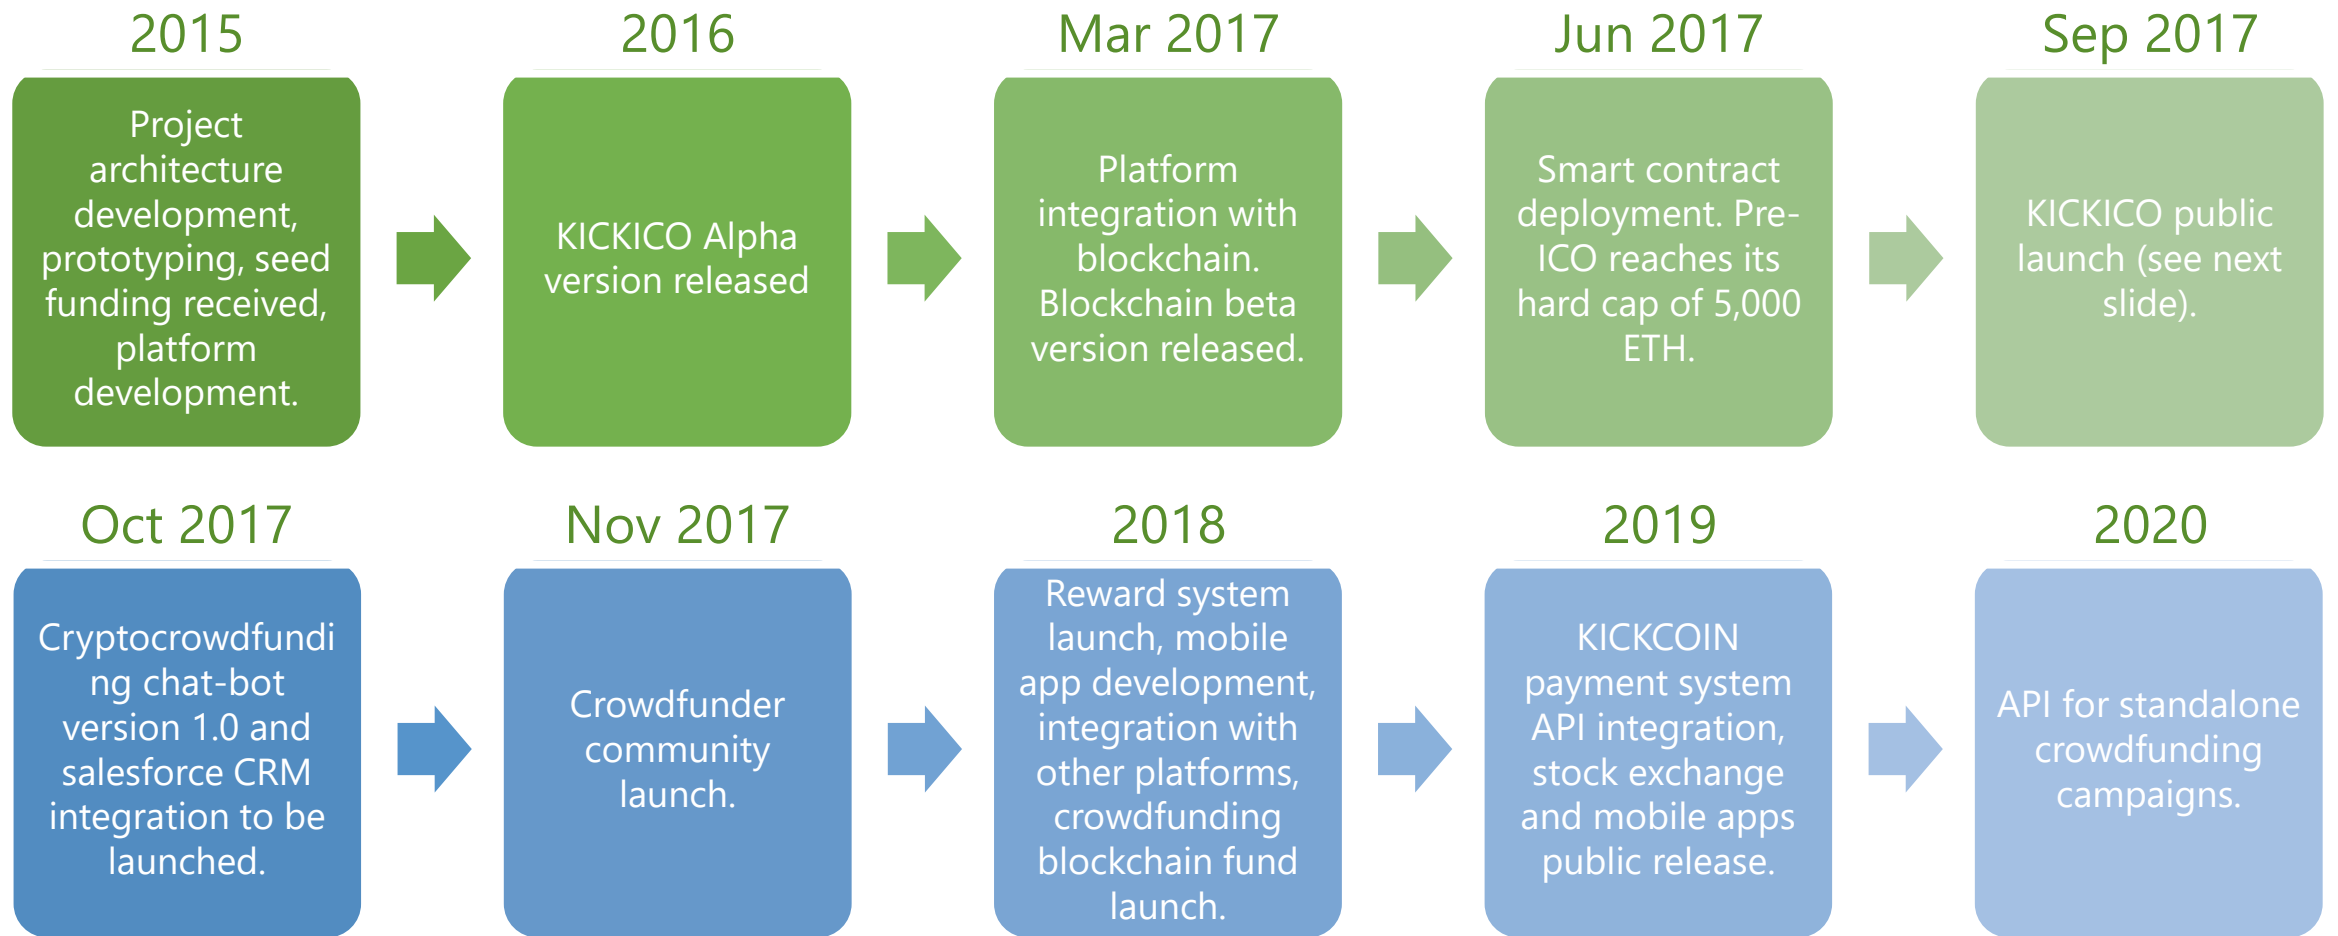 2015
Project
architecture
development,
prototyping, seed
funding received,
platform
development.
2016
KICKICO Alpha
version released
Mar 2017
Platform
integration with
blockchain.
Blockchain beta
version released.
Jun 2017
Smart contract
deployment. Pre-
ICO reaches its
hard cap of 5,000
ETH.
Sep 2017
KICKICO public
launch (see next
slide).
Oct 2017
Cryptocrowdfundi
ng chat-bot
version 1.0 and
salesforce CRM
integration to be
launched.
Nov 2017
Crowdfunder
community
launch.
2018
Reward system
launch, mobile
app development,
integration with
other platforms,
crowdfunding
blockchain fund
launch.
2019
KICKCOIN
payment system
API integration,
stock exchange
and mobile apps
public release.
2020
API for standalone
crowdfunding
campaigns.